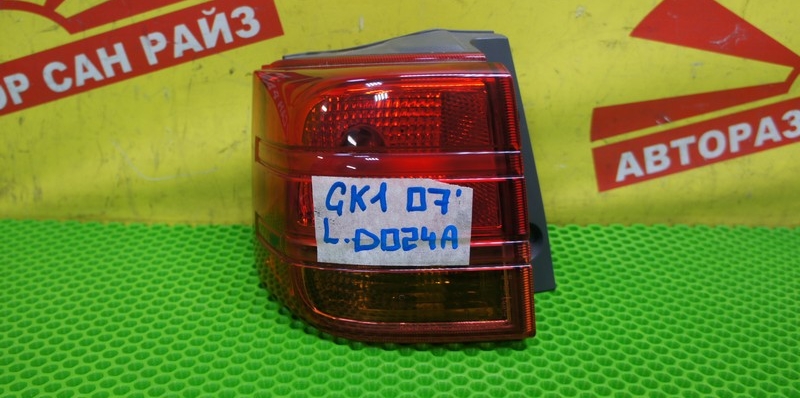 ОР САН РАЙЗ
АВТОРАЗ
GK1 07'
L.D024A